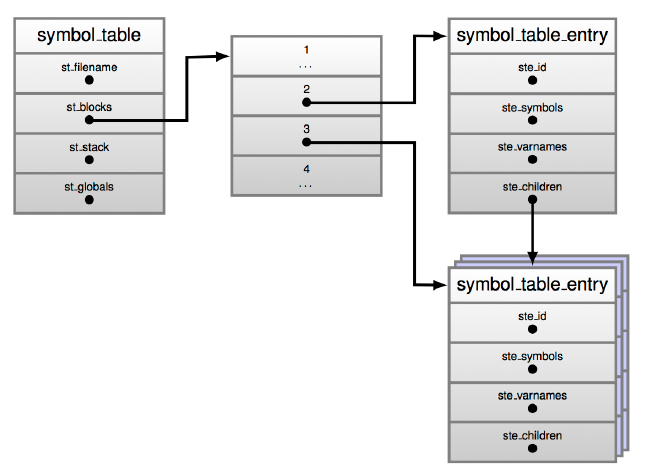 symbol_table
st_filename
st_blocks
st_stack
st_globals
1
...
2
3
4
...
symbol_table_entry
ste_id
ste_symbols
ste_varnames
ste_children
symbol_table_entry
ste_id
ste_symbols
ste_varnames
ste_children